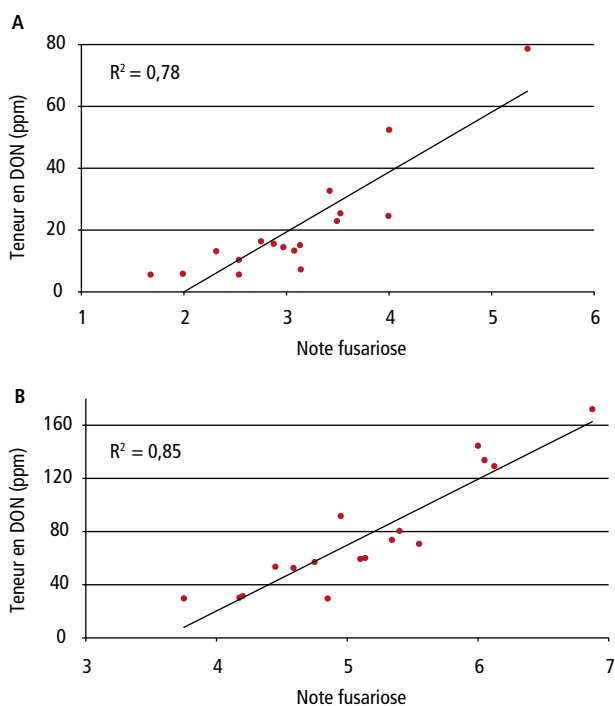 A
80
R² = 0,78
60
Teneur en DON (ppm)
40
20
0
1 2 3 4 5 6
Note fusariose
B
160
R² = 0,85
120
Teneur en DON (ppm)
80
40
0
3 4 5 6 7
Note fusariose